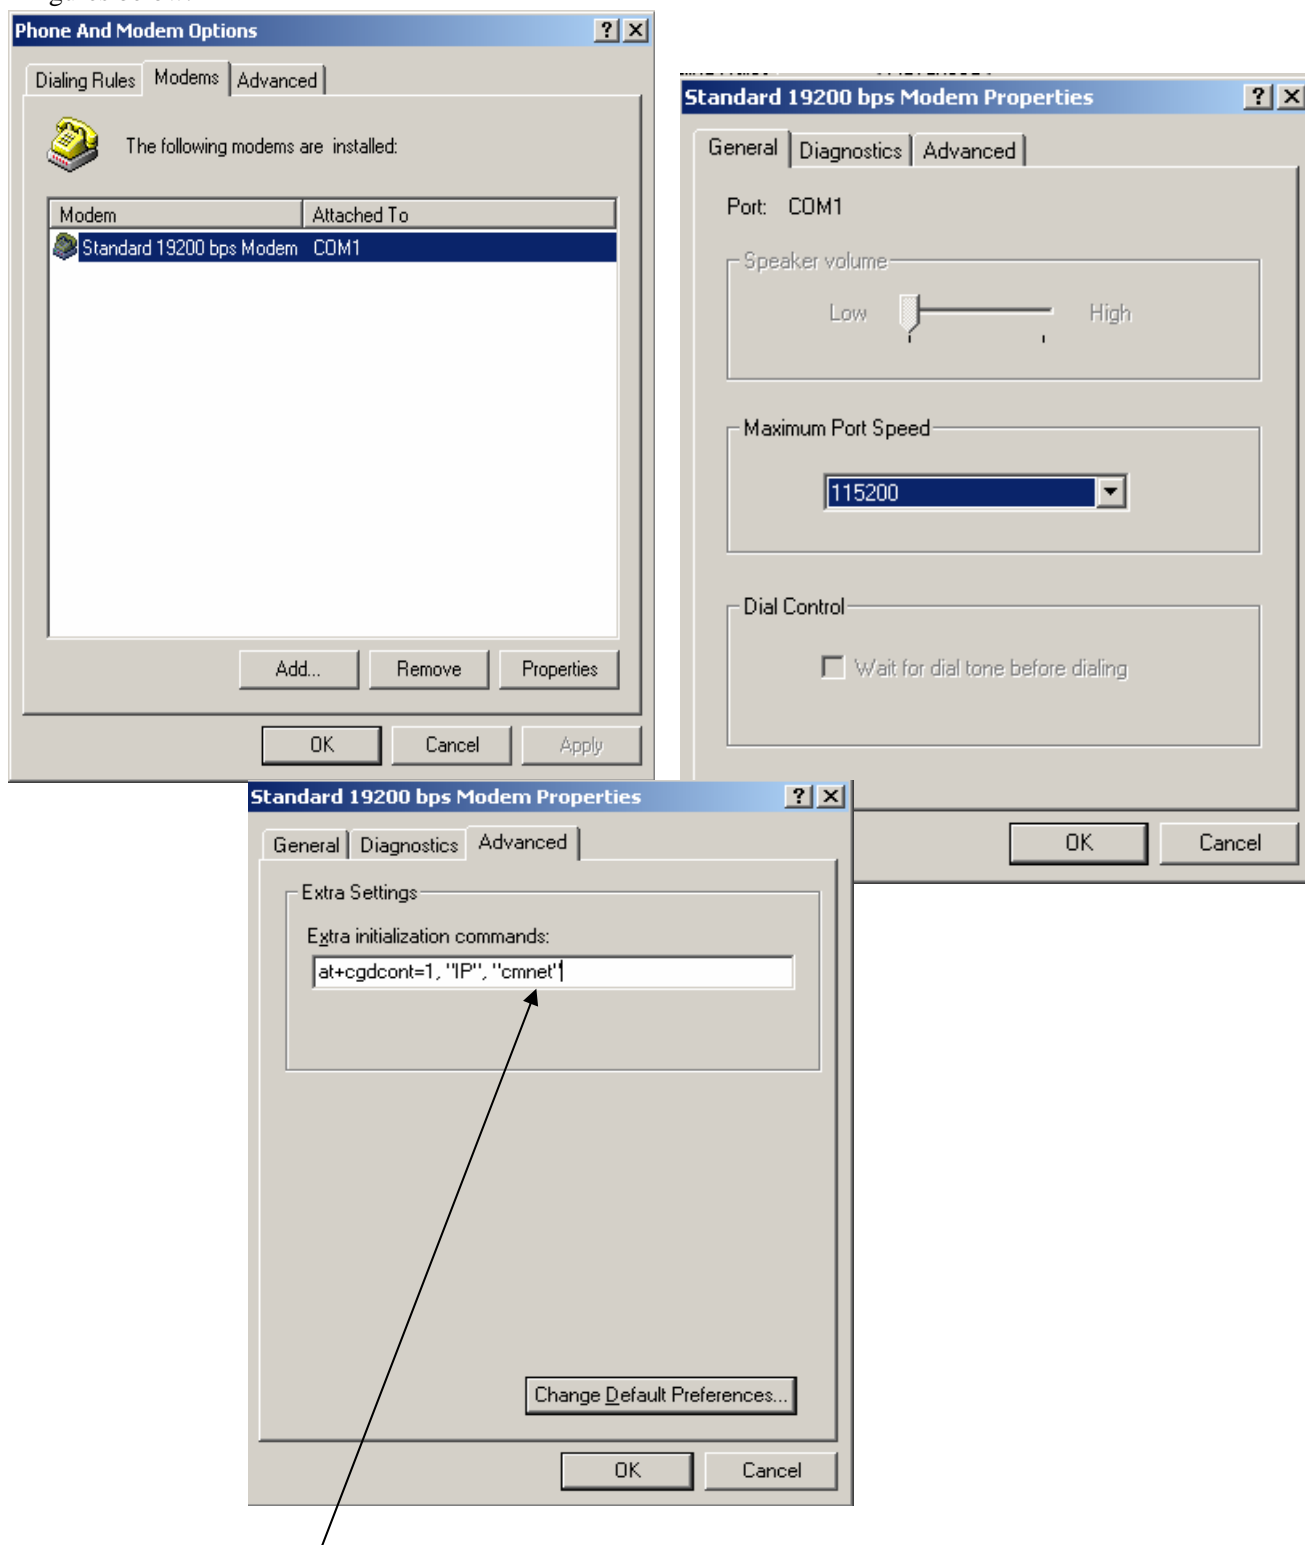 Phone And Modem Options
Dialing Rules Modems Advanced
The following modems are installed:
Modem Attached To
Standard 19200 bps Modem COM1
Add... Remove Properties
OK Cancel Apply
Standard 19200 bps Modem Properties
General Diagnostics Advanced
Port: COM1
Speaker volume
Low High
Maximum Port Speed
115200
Dial Control
Wait for dial tone before dialing
OK Cancel
Standard 19200 bps Modem Properties
General Diagnostics Advanced
Extra Settings
Extra initialization commands:
at+cgdcont=1, "IP", "cmnet"
Change Default Preferences...
OK Cancel